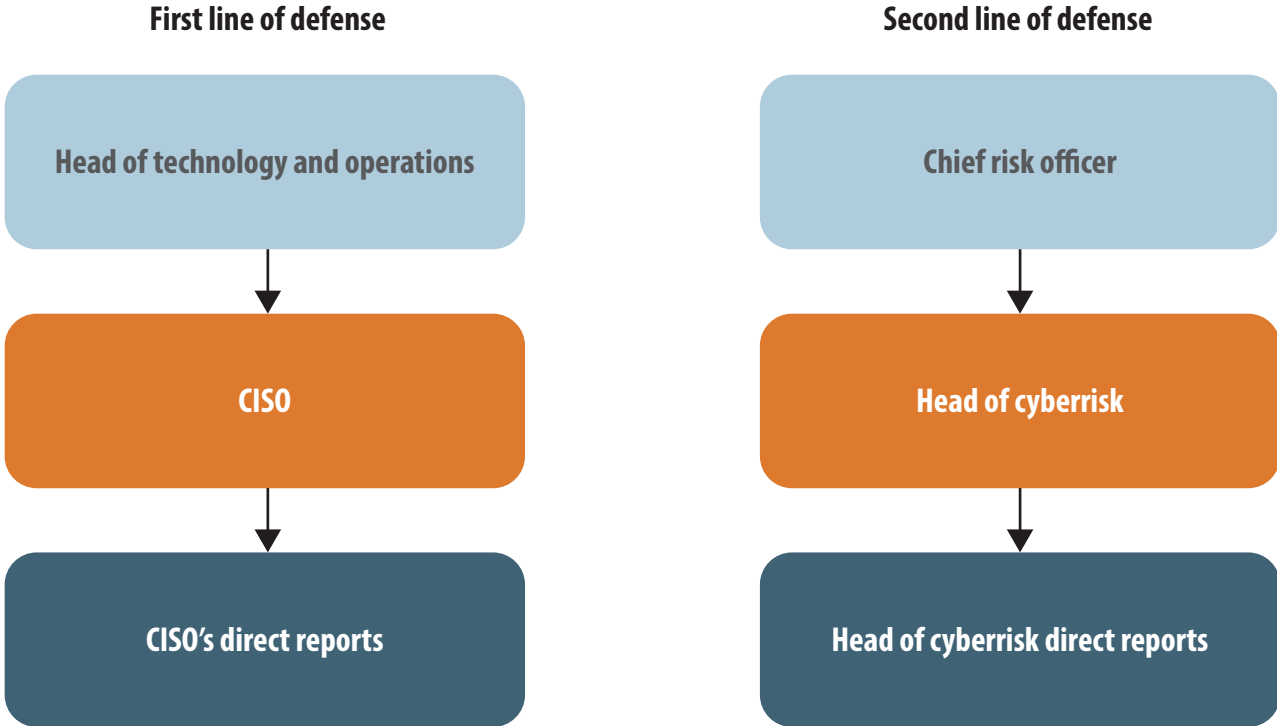 First line of defense
Second line of defense
Head of technology and operations
Chief risk officer
CISO
Head of cyberrisk
CISO’s direct reports
Head of cyberrisk direct reports